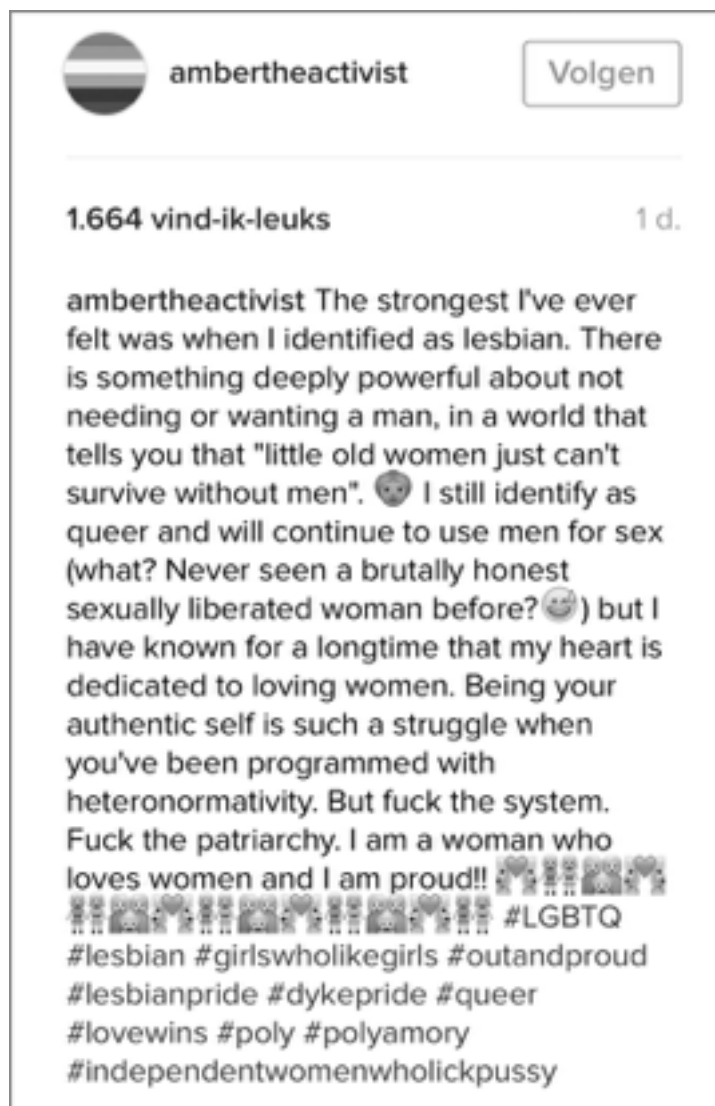 ambertheactivist
Volgen
1.664 vind-ik-leuks
1 d.
ambertheactivist The strongest I've ever
felt was when I identified as lesbian. There
is something deeply powerful about not
needing or wanting a man, in a world that
tells you that "little old women just can't
survive without men". I still identify as
queer and will continue to use men for sex
(what? Never seen a brutally honest
sexually liberated woman before?) but I
have known for a longtime that my heart is
dedicated to loving women. Being your
authentic self is such a struggle when
you've been programmed with
heteronormativity. But fuck the system.
Fuck the patriarchy. I am a woman who
loves women and I am proud!!
#LGBTQ
#lesbian #girlswholikegirls #outandproud
#lesbianpride #dykepride #queer
#lovewins #poly #polyamory
#independentwomenwholickpussy